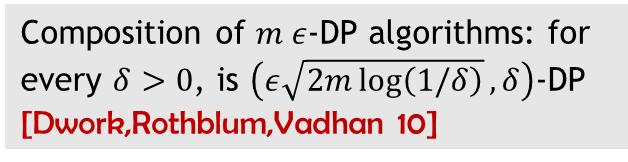 Composition of 𝑚 𝜖-DP algorithms: for
every 𝛿 > 0, is (𝜖√(2𝑚 log(1/𝛿)), 𝛿)-DP
[Dwork,Rothblum,Vadhan 10]